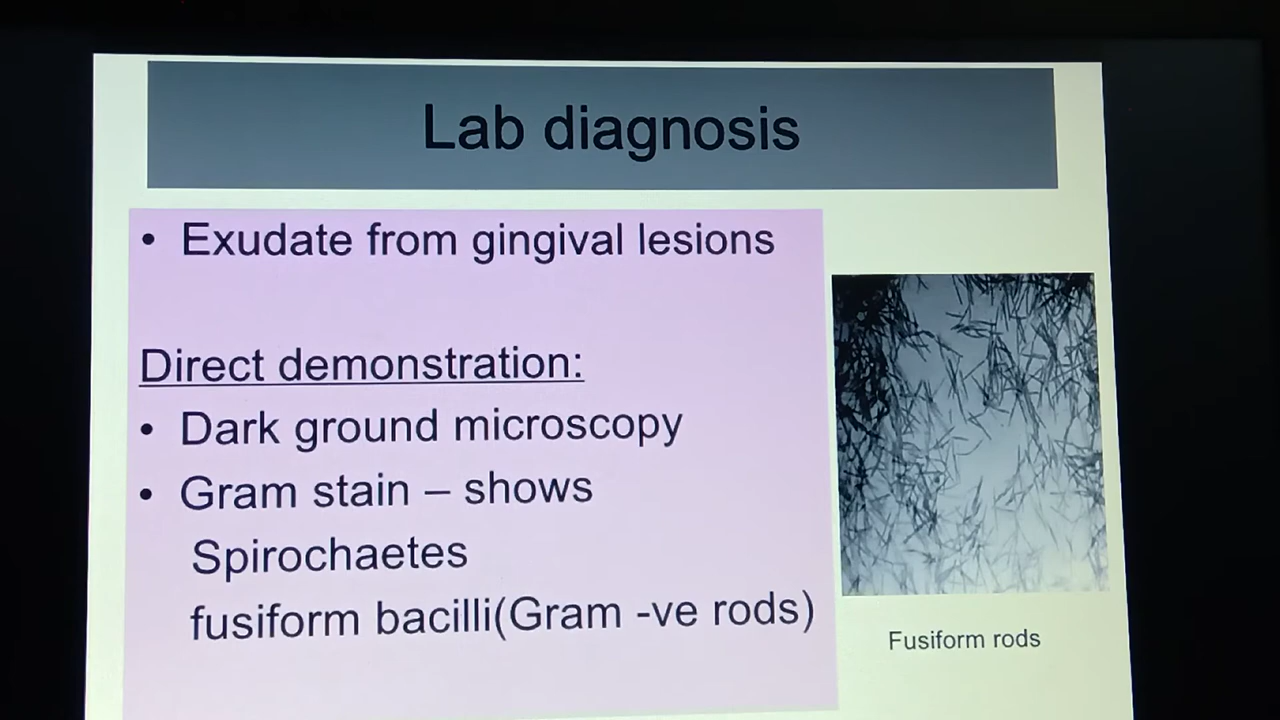 Lab diagnosis
• Exudate from gingival lesions
Direct demonstration:
• Dark ground microscopy
• Gram stain – shows
Spirochaetes
fusiform bacilli(Gram -ve rods)
Fusiform rods